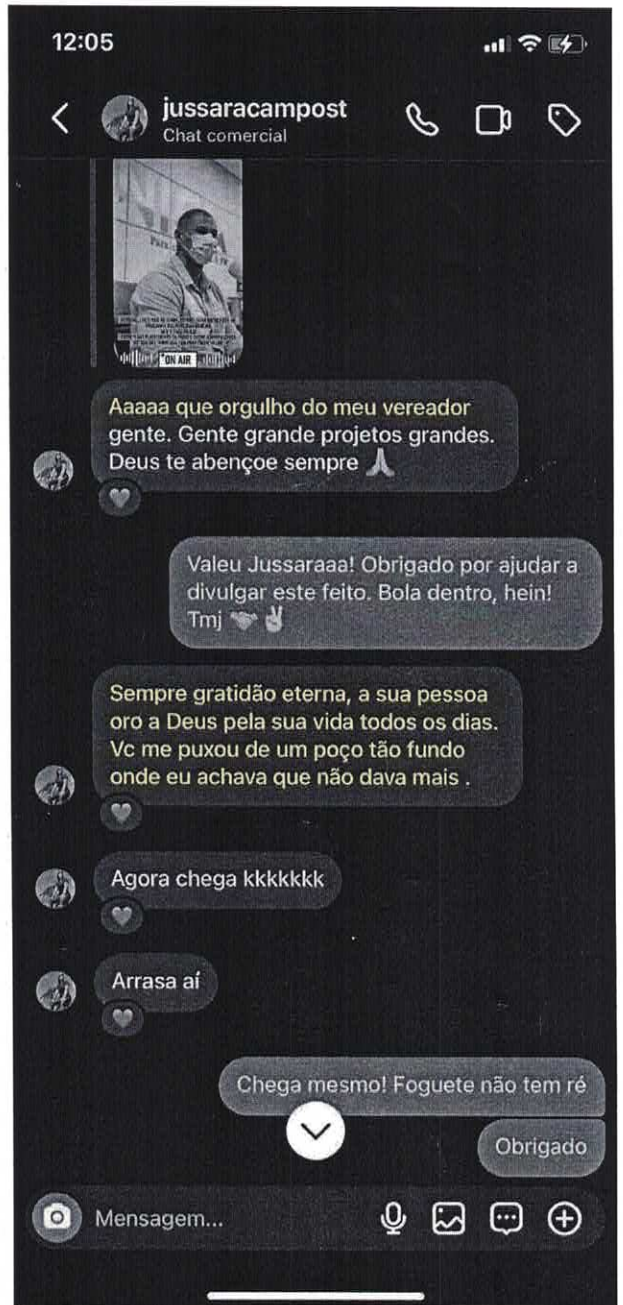 12:05
jussaracampost
Chat comercial
"ON AIR
Aaaaa que orgulho do meu vereador
gente. Gente grande projetos grandes.
Deus te abençoe sempre 🙏
Valeu Jussaraaa! Obrigado por ajudar a
divulgar este feito. Bola dentro, hein!
Tmj 🤝✌
Sempre gratidão eterna, a sua pessoa
oro a Deus pela sua vida todos os dias.
Vc me puxou de um poço tão fundo
onde eu achava que não dava mais .
Agora chega kkkkkkk
Arrasa aí
Chega mesmo! Foguete não tem ré
Obrigado
Mensagem...